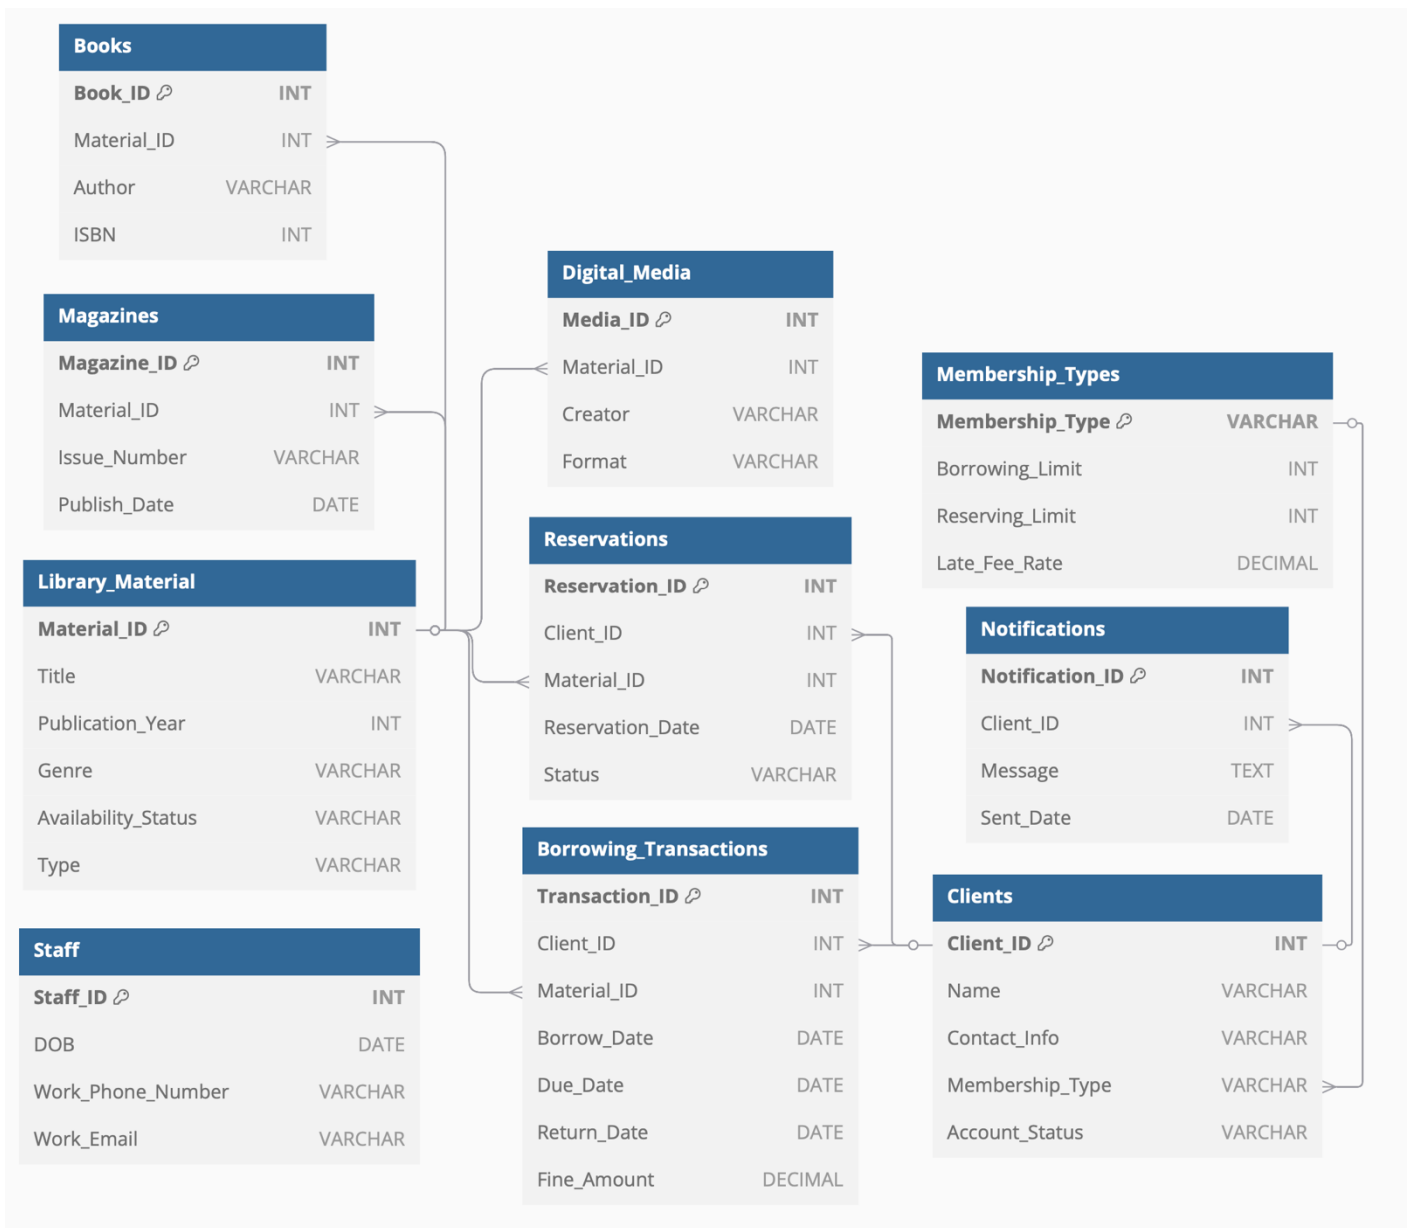 Books
Book_ID INT
Material_ID INT
Author VARCHAR
ISBN INT
Magazines
Magazine_ID INT
Material_ID INT
Issue_Number VARCHAR
Publish_Date DATE
Library_Material
Material_ID INT
Title VARCHAR
Publication_Year INT
Genre VARCHAR
Availability_Status VARCHAR
Type VARCHAR
Staff
Staff_ID INT
DOB DATE
Work_Phone_Number VARCHAR
Work_Email VARCHAR
Digital_Media
Media_ID INT
Material_ID INT
Creator VARCHAR
Format VARCHAR
Reservations
Reservation_ID INT
Client_ID INT
Material_ID INT
Reservation_Date DATE
Status VARCHAR
Borrowing_Transactions
Transaction_ID INT
Client_ID INT
Material_ID INT
Borrow_Date DATE
Due_Date DATE
Return_Date DATE
Fine_Amount DECIMAL
Membership_Types
Membership_Type VARCHAR
Borrowing_Limit INT
Reserving_Limit INT
Late_Fee_Rate DECIMAL
Notifications
Notification_ID INT
Client_ID INT
Message TEXT
Sent_Date DATE
Clients
Client_ID INT
Name VARCHAR
Contact_Info VARCHAR
Membership_Type VARCHAR
Account_Status VARCHAR